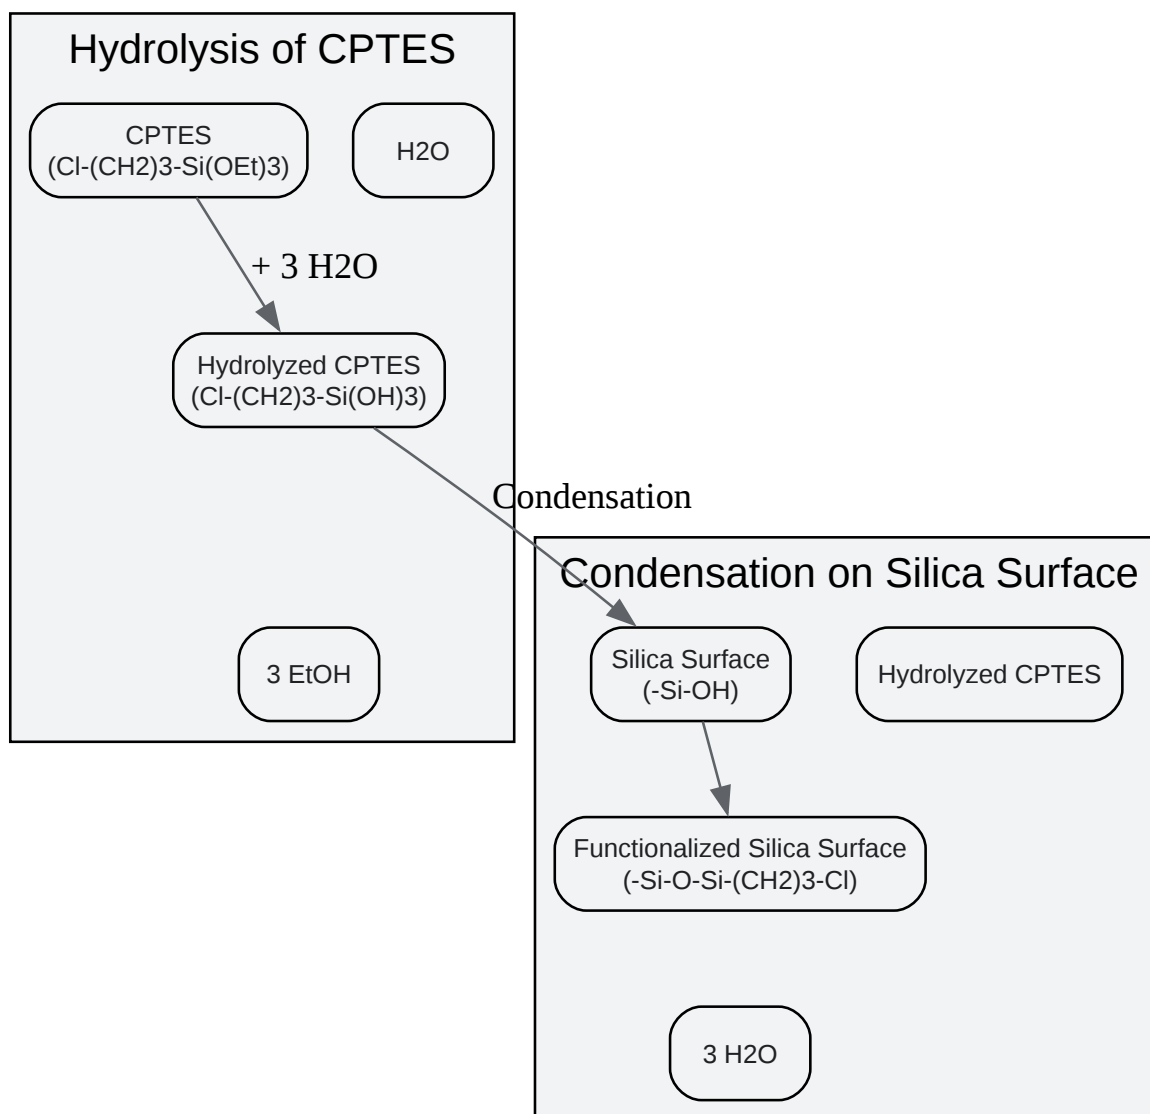 Hydrolysis of CPTES
CPTES
(Cl-(CH2)3-Si(OEt)3)
H2O
+ 3 H2O
Hydrolyzed CPTES
(Cl-(CH2)3-Si(OH)3)
Condensation
3 EtOH
Condensation on Silica Surface
Silica Surface
(-Si-OH)
Hydrolyzed CPTES
Functionalized Silica Surface
(-Si-O-Si-(CH2)3-Cl)
3 H2O